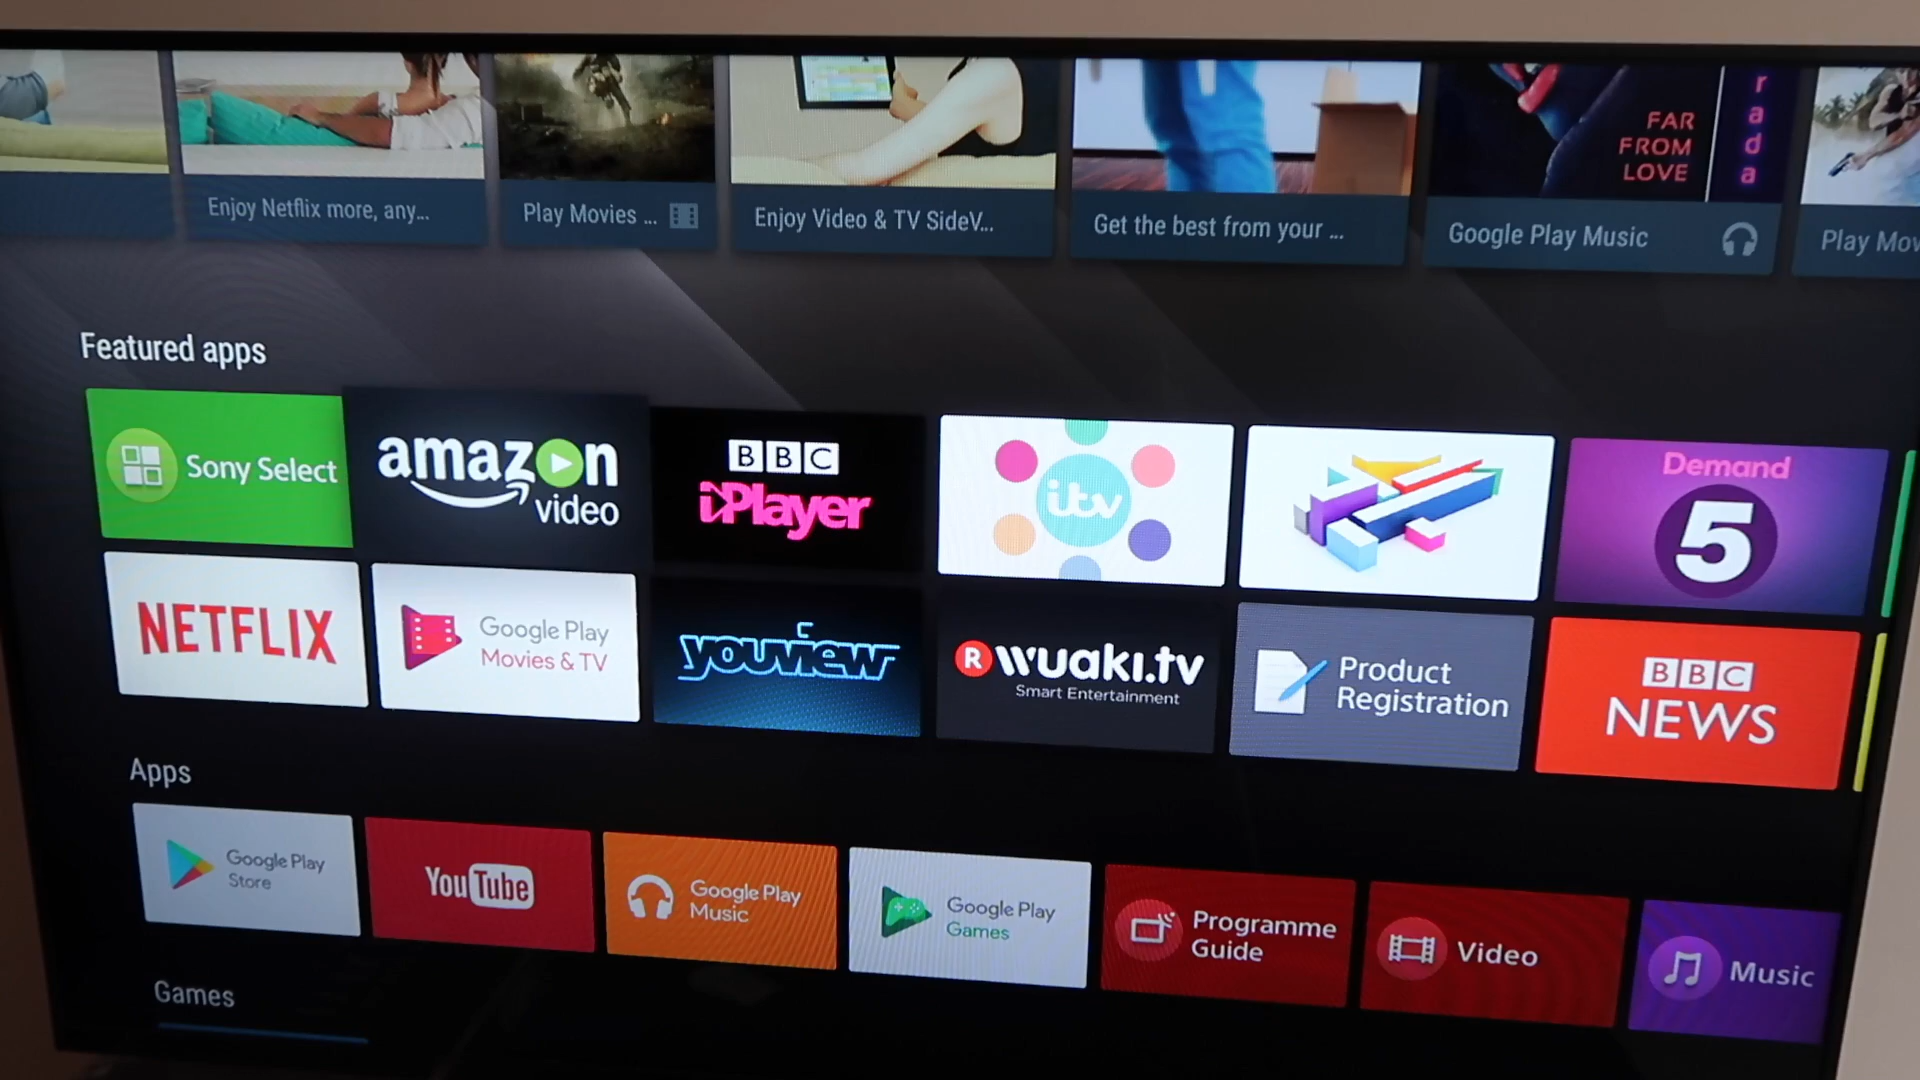 FAR
FROM
LOVE
r
a
d
a
Enjoy Netflix more, any...
Play Movies ...
Enjoy Video & TV SideV...
Get the best from your ...
Google Play Music
Play Mov
Featured apps
Sony Select
amazon
video
BBC
iPlayer
itv
Demand
5
NETFLIX
Google Play
Movies & TV
youview
R wuaki.tv
Smart Entertainment
Product
Registration
BBC
NEWS
Apps
Google Play
Store
YouTube
Google Play
Music
Google Play
Games
Programme
Guide
Video
Music
Games